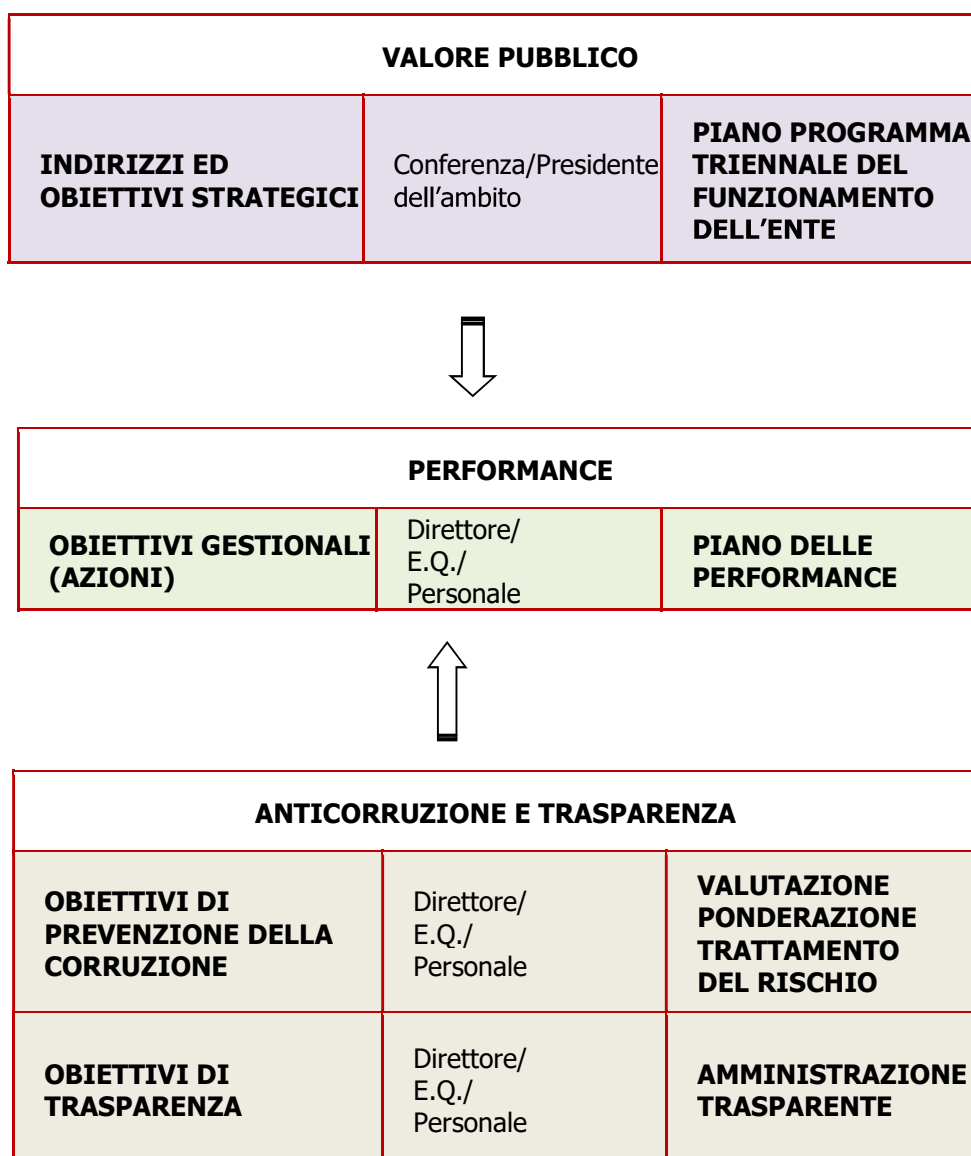 VALORE PUBBLICO
INDIRIZZI ED
OBIETTIVI STRATEGICI
Conferenza/Presidente
dell’ambito
PIANO PROGRAMMA
TRIENNALE DEL
FUNZIONAMENTO
DELL’ENTE
PERFORMANCE
OBIETTIVI GESTIONALI
(AZIONI)
Direttore/
E.Q./
Personale
PIANO DELLE
PERFORMANCE
ANTICORRUZIONE E TRASPARENZA
OBIETTIVI DI
PREVENZIONE DELLA
CORRUZIONE
Direttore/
E.Q./
Personale
VALUTAZIONE
PONDERAZIONE
TRATTAMENTO
DEL RISCHIO
OBIETTIVI DI
TRASPARENZA
Direttore/
E.Q./
Personale
AMMINISTRAZIONE
TRASPARENTE